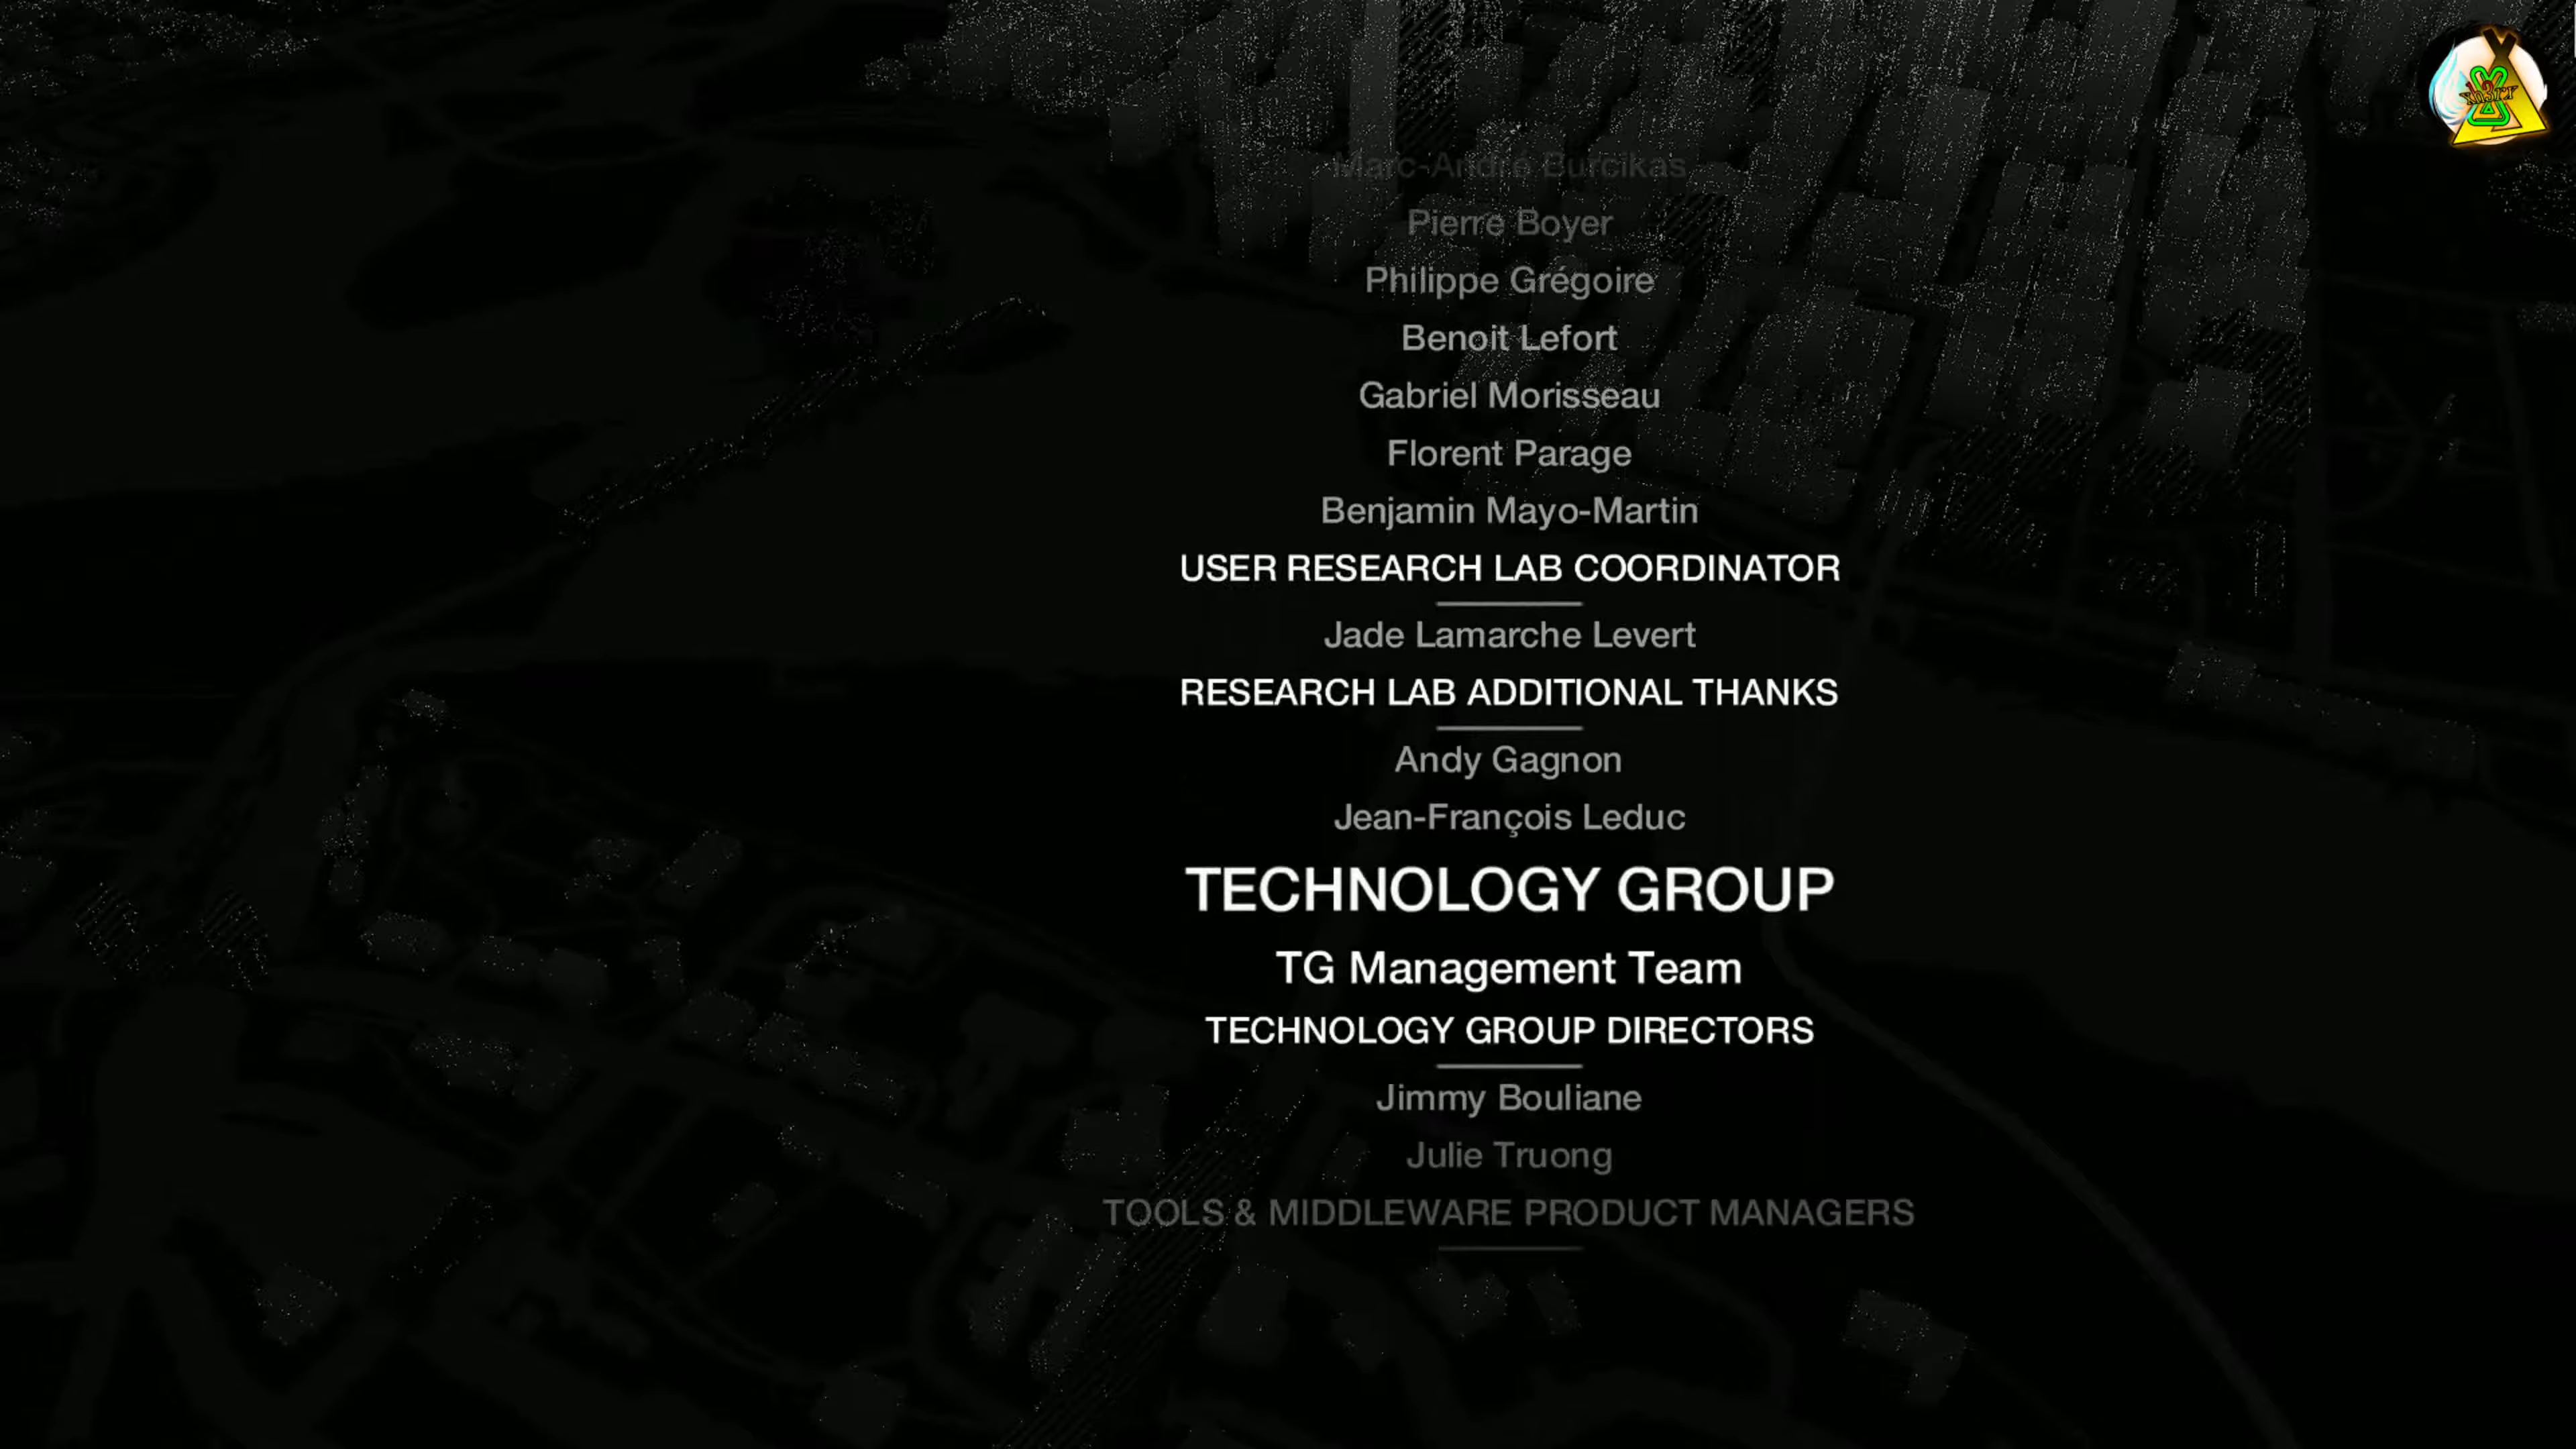 Marc-André Burcikas
Pierre Boyer
Philippe Grégoire
Benoit Lefort
Gabriel Morisseau
Florent Parage
Benjamin Mayo-Martin
USER RESEARCH LAB COORDINATOR
Jade Lamarche Levert
RESEARCH LAB ADDITIONAL THANKS
Andy Gagnon
Jean-François Leduc
TECHNOLOGY GROUP
TG Management Team
TECHNOLOGY GROUP DIRECTORS
Jimmy Bouliane
Julie Truong
TOOLS & MIDDLEWARE PRODUCT MANAGERS